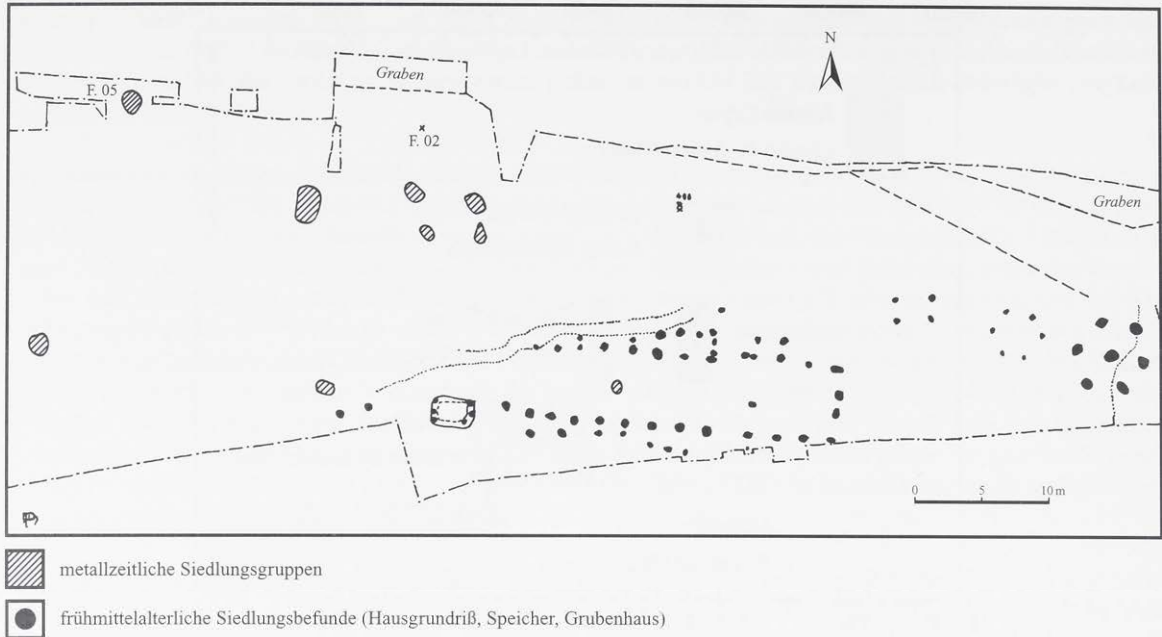 N
Graben
F. 05
F. 02
Graben
0 5 10 m
metallzeitliche Siedlungsgruppen
frühmittelalterliche Siedlungsbefunde (Hausgrundriß, Speicher, Grubenhaus)